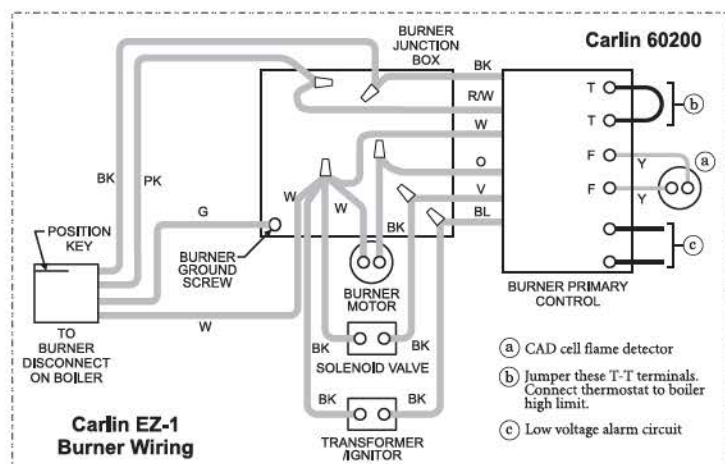 BURNER
JUNCTION
BOX
Carlin 60200
BK
R/W
W
O
V
BL
T
T
F
F
b
a
c
Y
Y
BK
PK
G
W
W
W
BK
POSITION
KEY
BURNER
GROUND
SCREW
BURNER
MOTOR
BURNER PRIMARY
CONTROL
TO
BURNER
DISCONNECT
ON BOILER
BK
SOLENOID VALVE
BK
BK
TRANSFORMER
/IGNITOR
Carlin EZ-1
Burner Wiring
a CAD cell flame detector
b Jumper these T-T terminals.
Connect thermostat to boiler
high limit.
c Low voltage alarm circuit